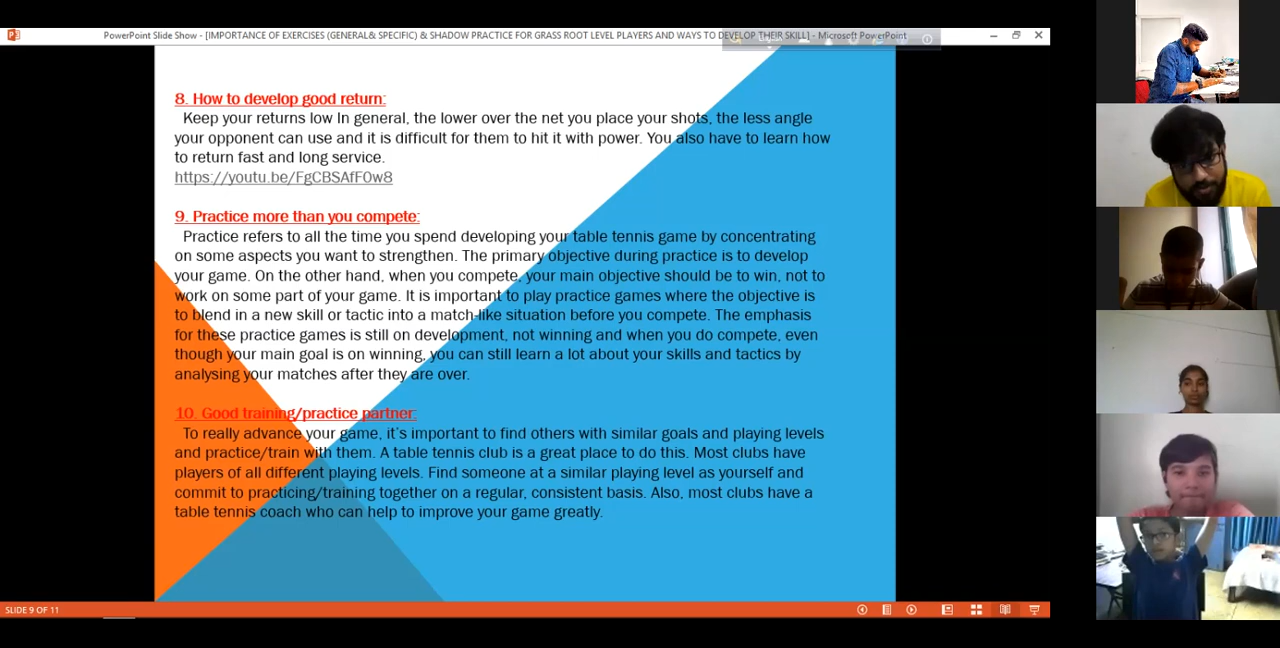 PowerPoint Slide Show - [IMPORTANCE OF EXERCISES (GENERAL& SPECIFIC) & SHADOW PRACTICE FOR GRASS ROOT LEVEL PLAYERS AND WAYS TO DEVELOP THEIR SKILL] - Microsoft PowerPoint
8. How to develop good return:
Keep your returns low In general, the lower over the net you place your shots, the less angle
your opponent can use and it is difficult for them to hit it with power. You also have to learn how
to return fast and long service.
https://youtu.be/FgCBSAfF0w8
9. Practice more than you compete:
Practice refers to all the time you spend developing your table tennis game by concentrating
on some aspects you want to strengthen. The primary objective during practice is to develop
your game. On the other hand, when you compete, your main objective should be to win, not to
work on some part of your game. It is important to play practice games where the objective is
to blend in a new skill or tactic into a match-like situation before you compete. The emphasis
for these practice games is still on development, not winning and when you do compete, even
though your main goal is on winning, you can still learn a lot about your skills and tactics by
analysing your matches after they are over.
10. Good training/practice partner:
To really advance your game, it's important to find others with similar goals and playing levels
and practice/train with them. A table tennis club is a great place to do this. Most clubs have
players of all different playing levels. Find someone at a similar playing level as yourself and
commit to practicing/training together on a regular, consistent basis. Also, most clubs have a
table tennis coach who can help to improve your game greatly.
SLIDE 9 OF 11